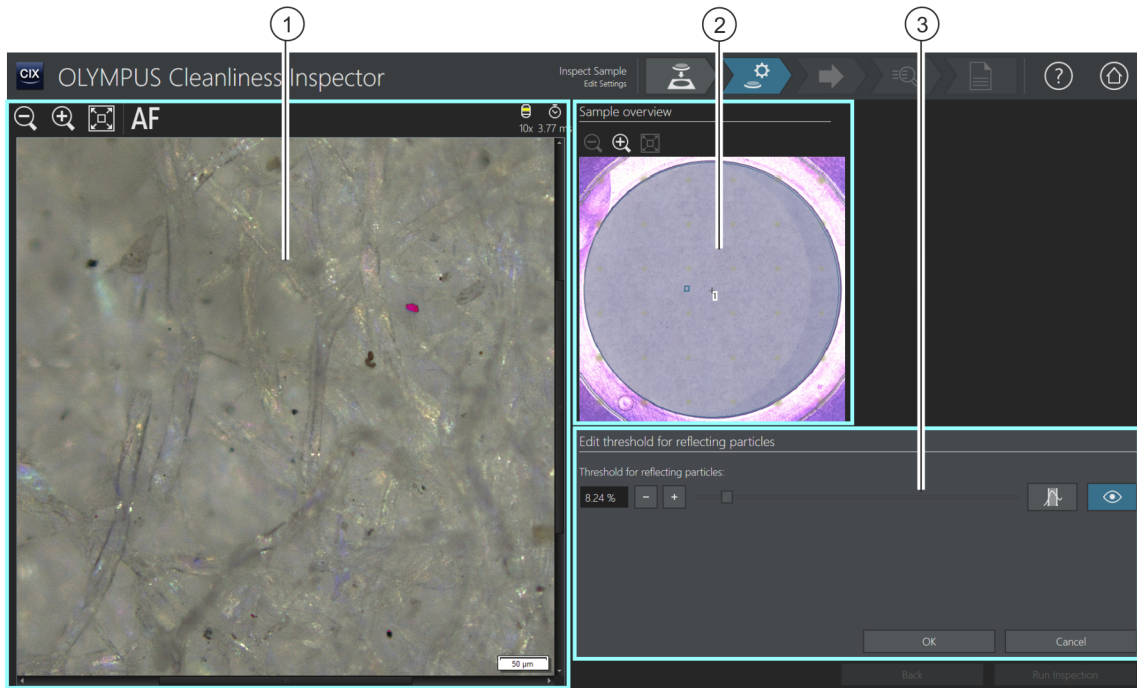 1
2
3
CIX
OLYMPUS Cleanliness Inspector
Inspect Sample
Edit Settings
?
AF
10x 3.77 ms
Sample overview
1
Edit threshold for reflecting particles
Threshold for reflecting particles:
8.24 %
- +
50 µm
OK
Cancel
Back
Run Inspection